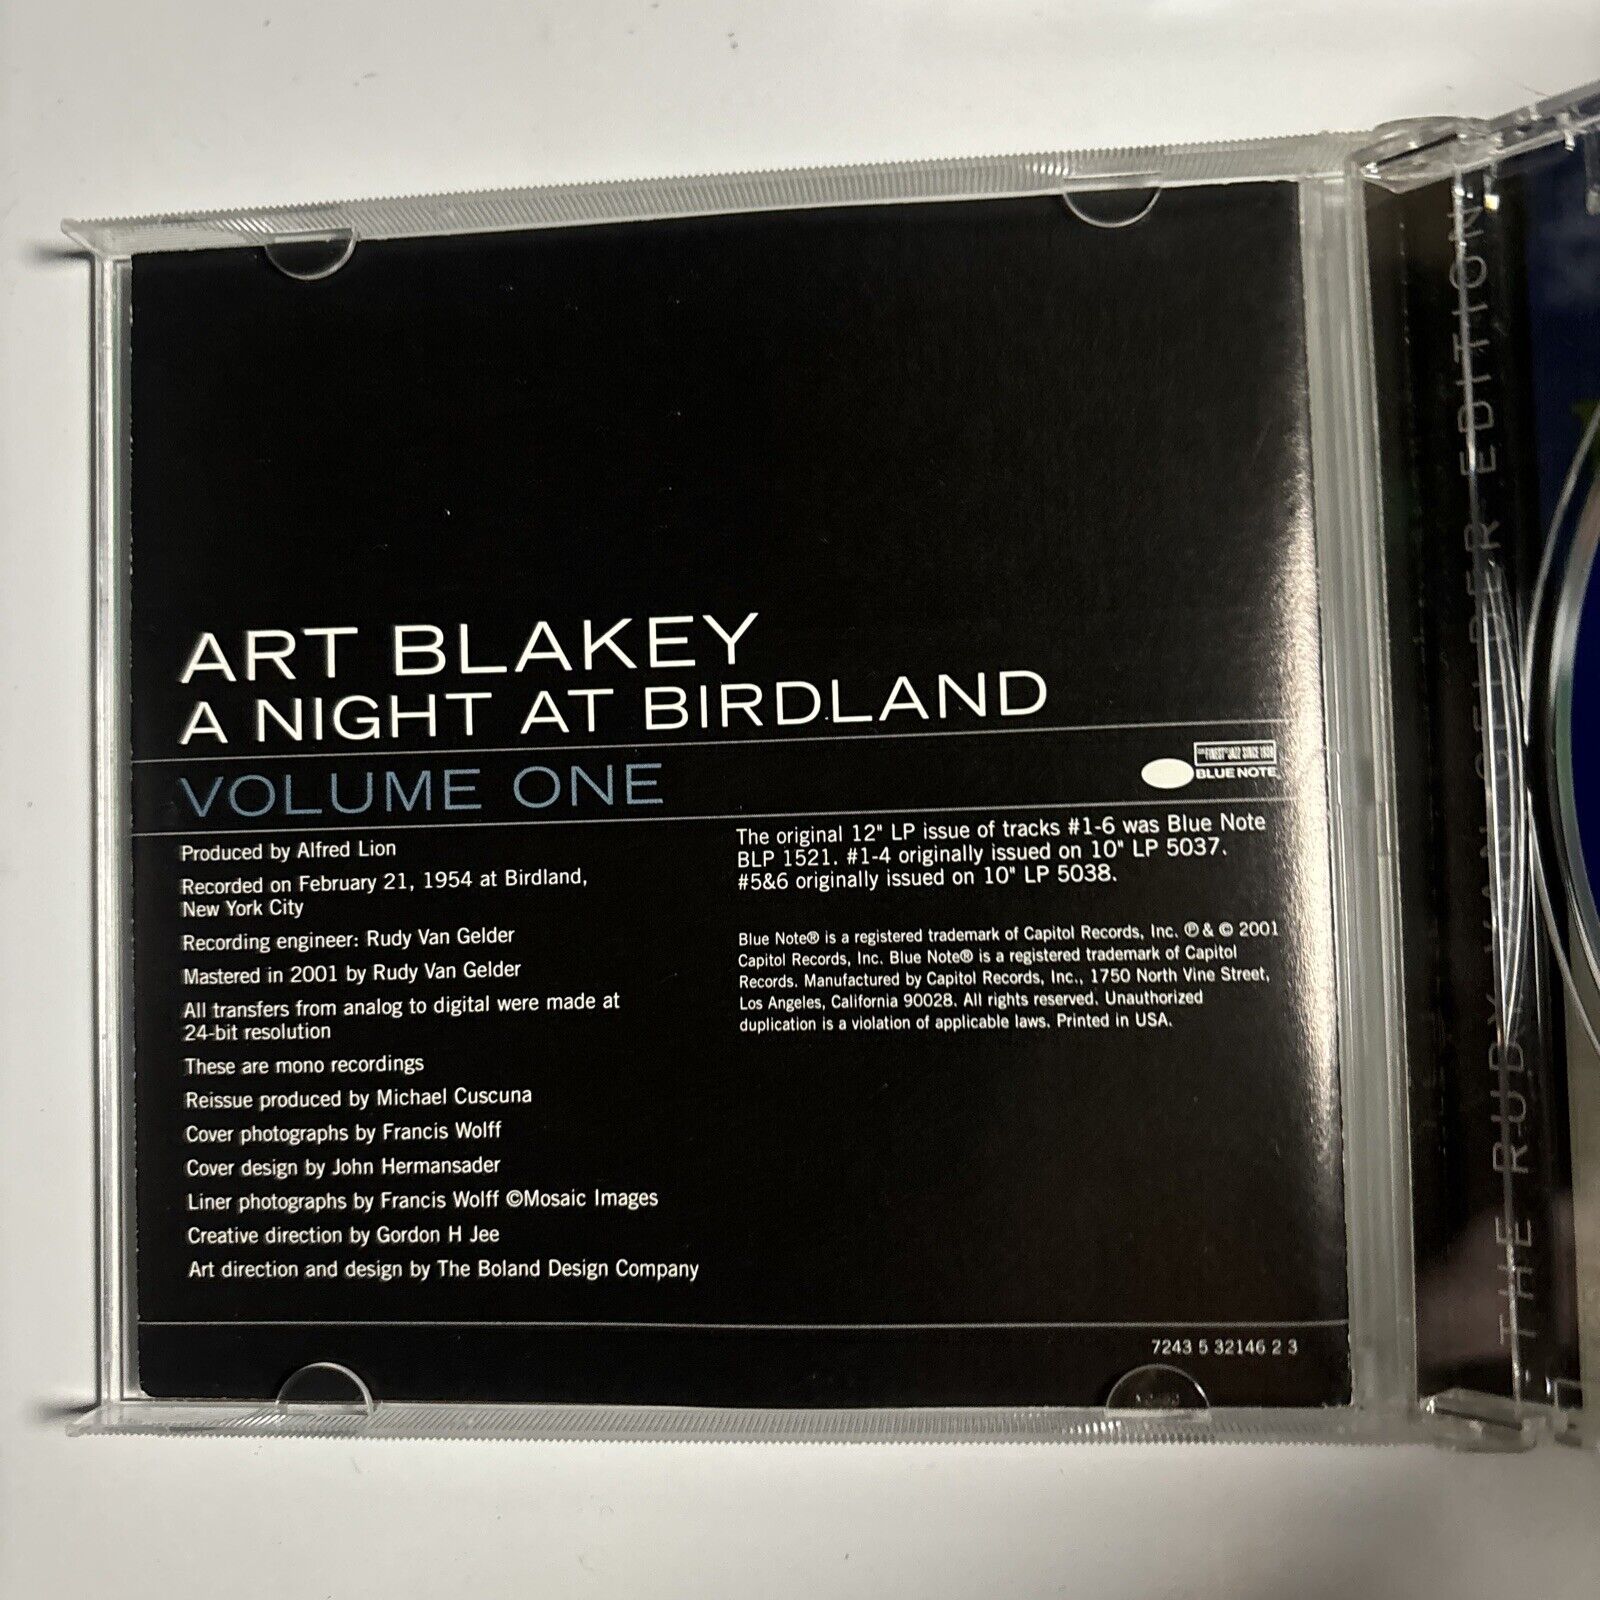 ART BLAKEY
A NIGHT AT BIRDLAND
VOLUME ONE
THE FINEST IN JAZZ SINCE 1939
BLUE NOTE
Produced by Alfred Lion
Recorded on February 21, 1954 at Birdland,
New York City
Recording engineer: Rudy Van Gelder
Mastered in 2001 by Rudy Van Gelder
All transfers from analog to digital were made at
24-bit resolution
These are mono recordings
Reissue produced by Michael Cuscuna
Cover photographs by Francis Wolff
Cover design by John Hermansader
Liner photographs by Francis Wolff ©Mosaic Images
Creative direction by Gordon H Jee
Art direction and design by The Boland Design Company
The original 12" LP issue of tracks #1-6 was Blue Note
BLP 1521. #1-4 originally issued on 10" LP 5037.
#5&6 originally issued on 10" LP 5038.
Blue Note® is a registered trademark of Capitol Records, Inc. ℗ & © 2001
Capitol Records, Inc. Blue Note® is a registered trademark of Capitol
Records. Manufactured by Capitol Records, Inc., 1750 North Vine Street,
Los Angeles, California 90028. All rights reserved. Unauthorized
duplication is a violation of applicable laws. Printed in USA.
7243 5 32146 2 3
THE RUDY VAN GELDER EDITION